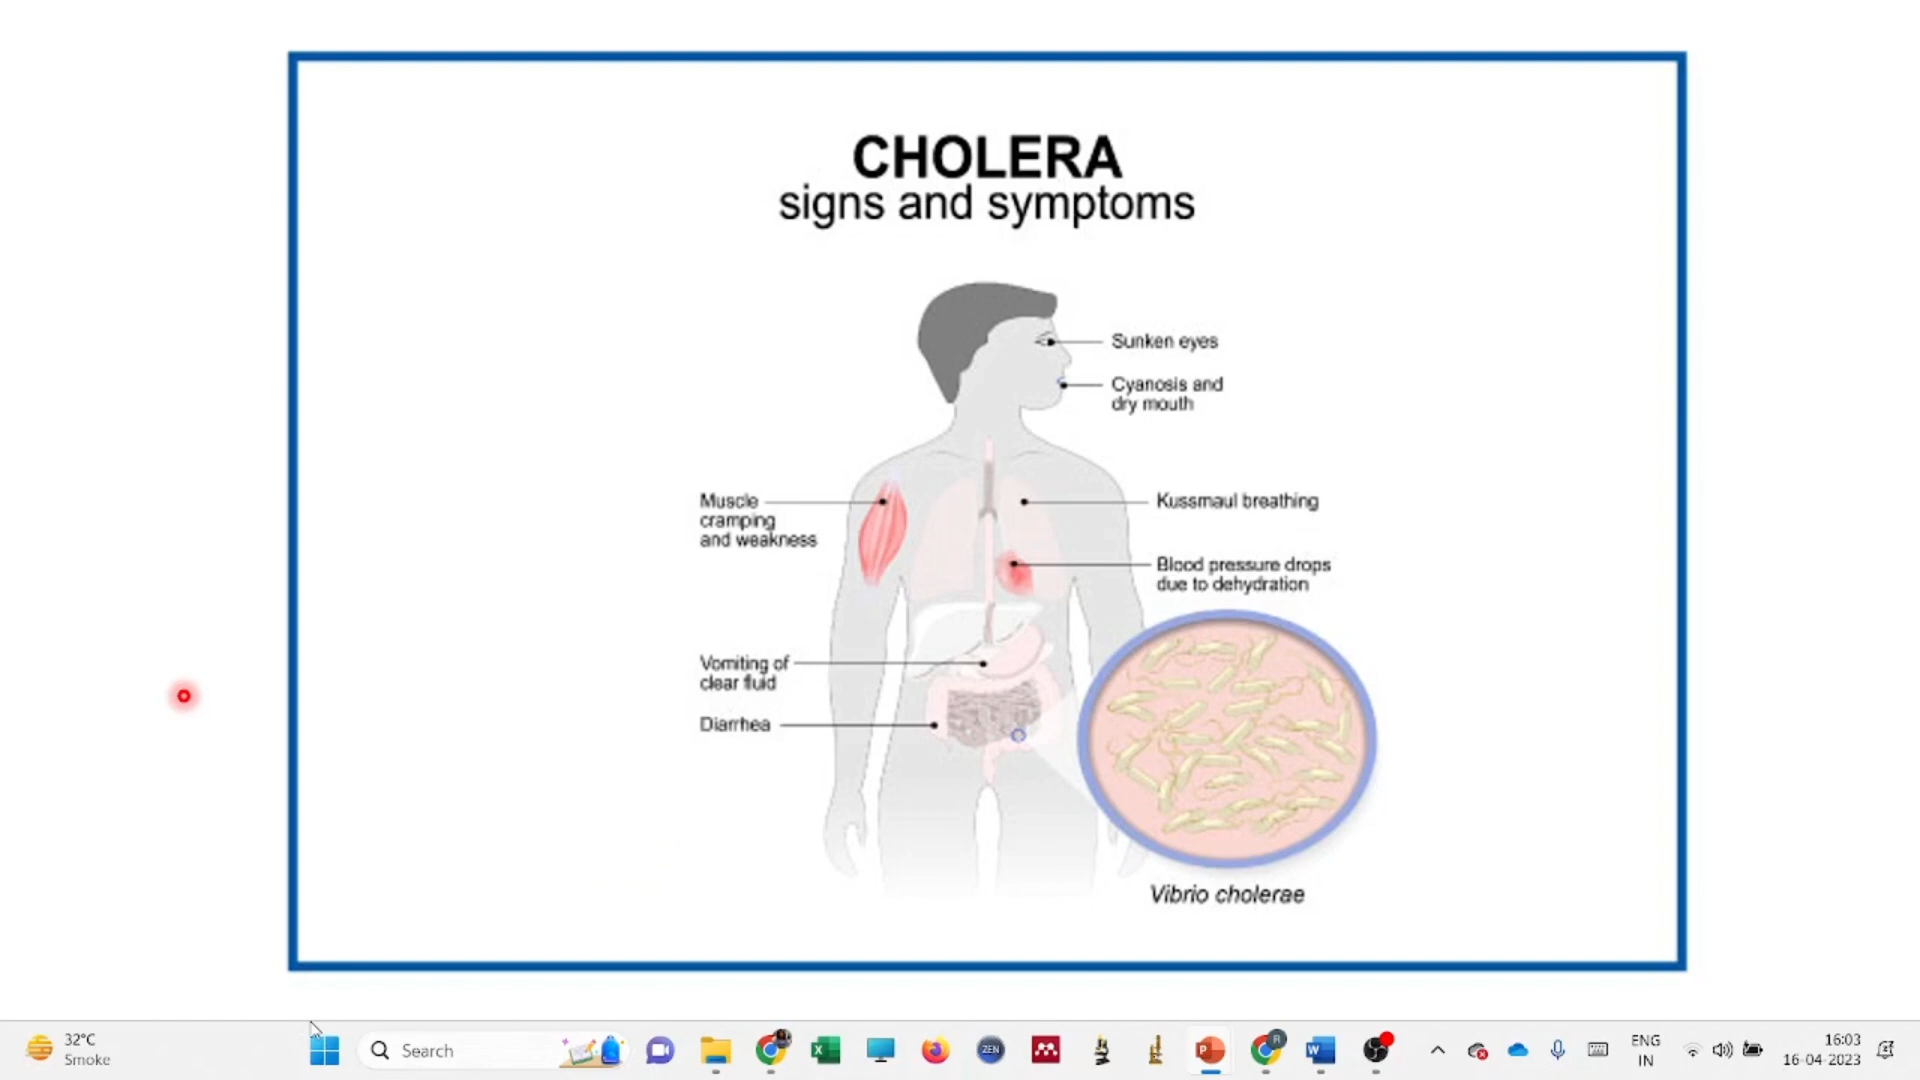 CHOLERA
signs and symptoms
Sunken eyes
Cyanosis and
dry mouth
Muscle
cramping
and weakness
Kussmaul breathing
Blood pressure drops
due to dehydration
Vomiting of
clear fluid
Diarrhea
Vibrio cholerae
32°C
Smoke
Search
ZEN
R
ENG
IN
16:03
16-04-2023